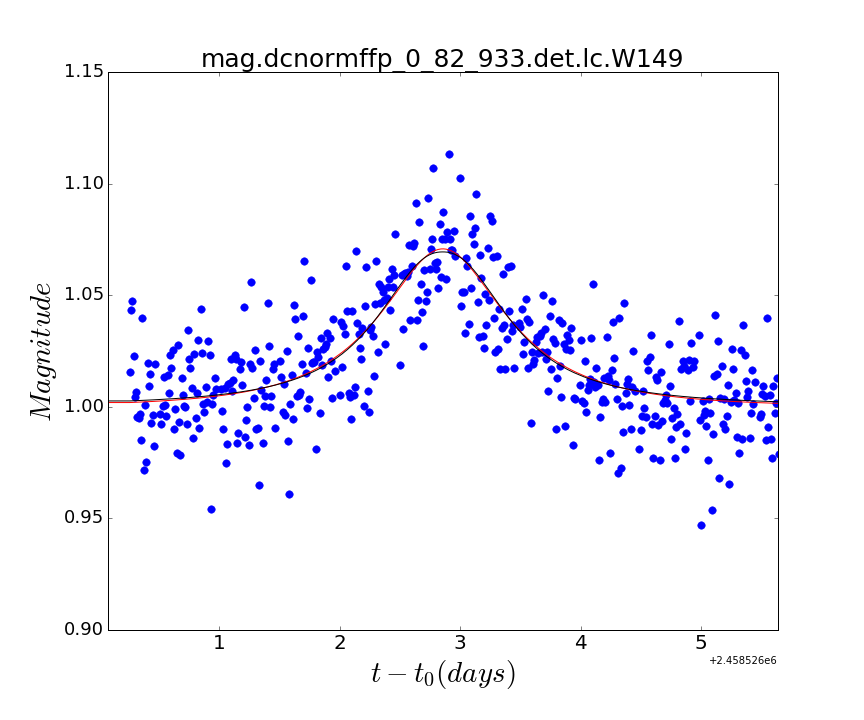 mag.dcnormffp_0_82_933.det.lc.W149
1.15
1.10
1.05
1.00
0.95
0.90
Magnitude
1 2 3 4 5
+2.458526e6
t − t₀(days)